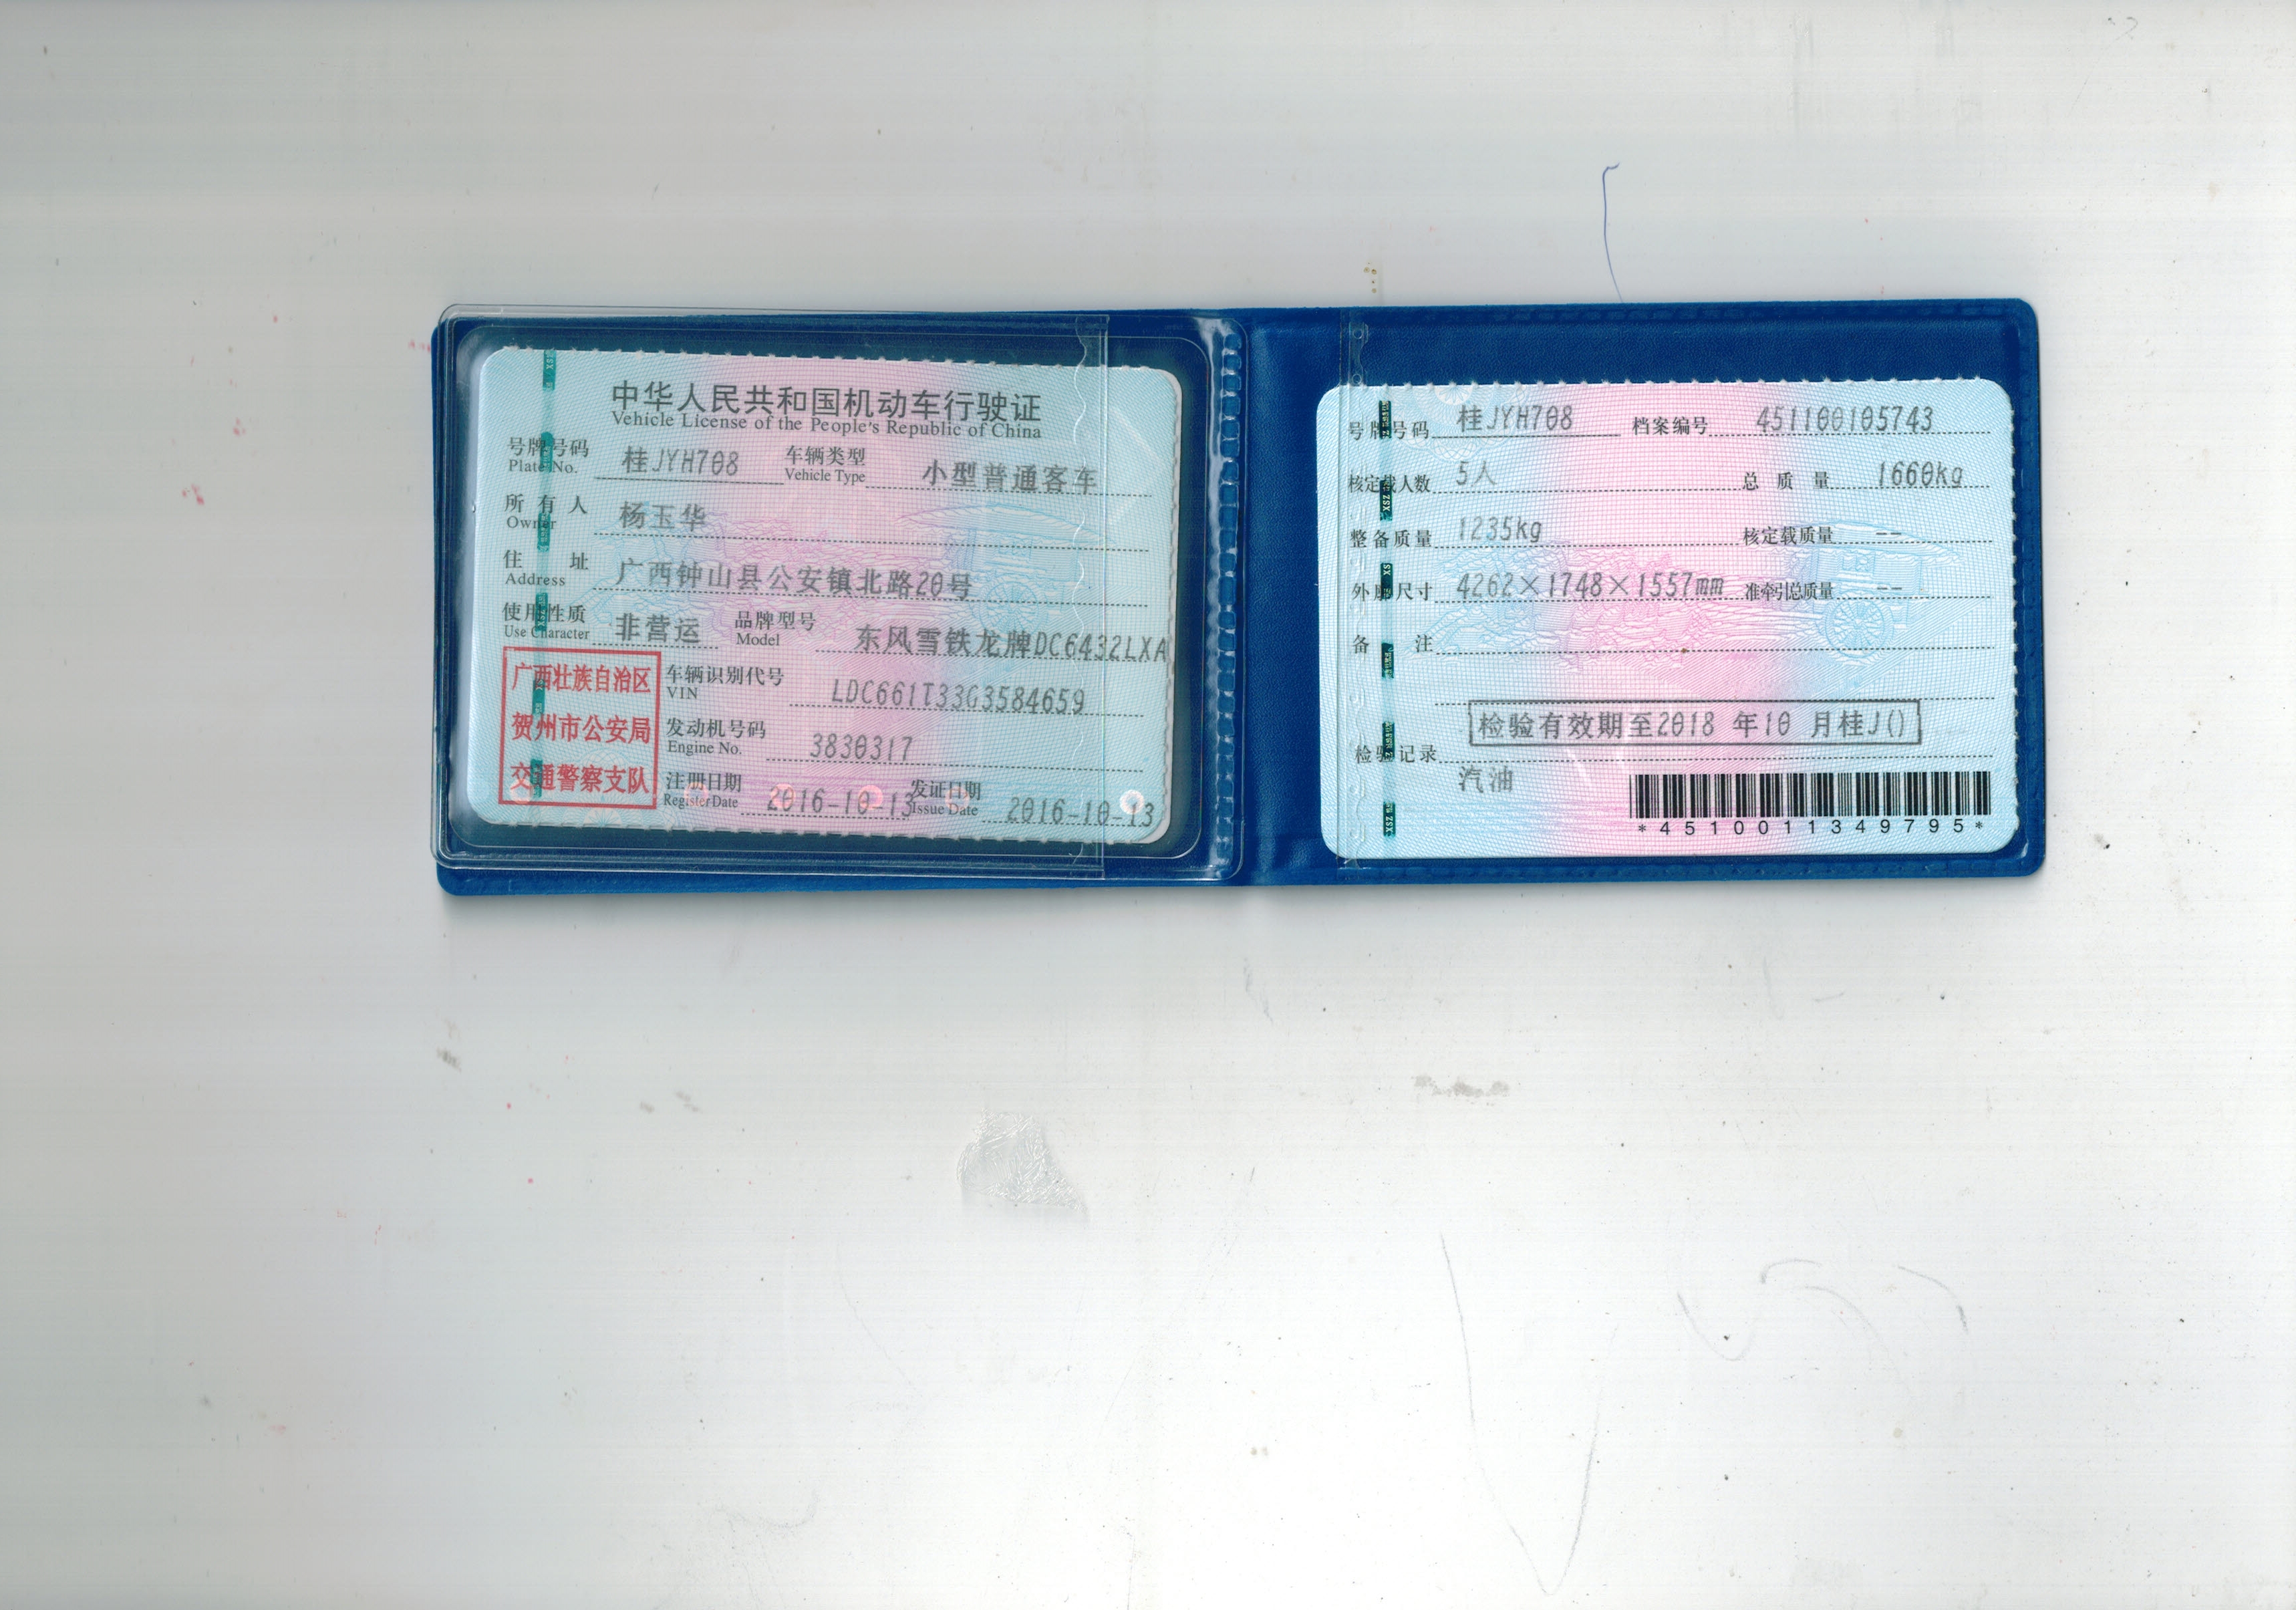 中华人民共和国机动车行驶证
Vehicle License of the People's Republic of China
号牌号码 桂JYH708 车辆类型 小型普通客车
Plate No. Vehicle Type
所有人 杨玉华
Owner
住址 广西钟山县公安镇北路20号
Address
使用性质 非营运 品牌型号 东风雪铁龙牌DC6432LXA
Use Character Model
广西壮族自治区
贺州市公安局
交通警察支队
车辆识别代号 LDC661T33G3584659
VIN
发动机号码 3830317
Engine No.
注册日期 2016-10-13 发证日期 2016-10-13
Register Date Issue Date
号牌号码 桂JYH708 档案编号 451100105743
核定载人数 5人 总质量 1660kg
整备质量 1235kg 核定载质量 --
外廓尺寸 4262×1748×1557mm 准牵引总质量 --
备注
检验有效期至2018 年10 月桂J()
检验记录
汽油
*4510011349795*